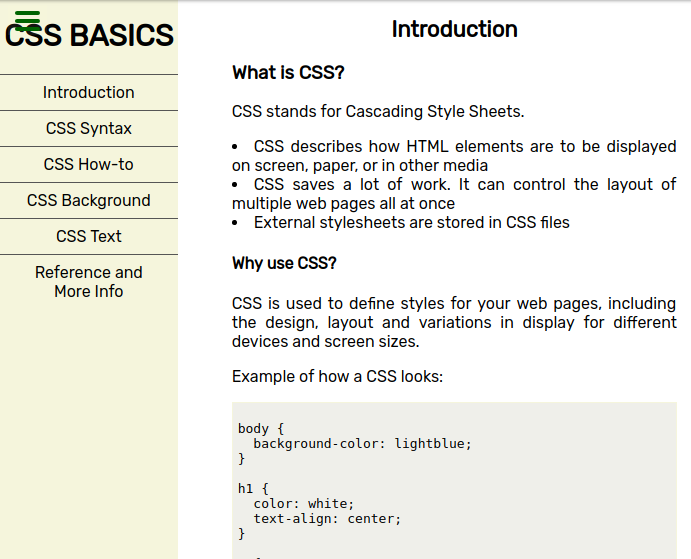 CSS BASICS
Introduction
CSS Syntax
CSS How-to
CSS Background
CSS Text
Reference and
More Info
Introduction
What is CSS?
CSS stands for Cascading Style Sheets.
• CSS describes how HTML elements are to be displayed
on screen, paper, or in other media
• CSS saves a lot of work. It can control the layout of
multiple web pages all at once
• External stylesheets are stored in CSS files
Why use CSS?
CSS is used to define styles for your web pages, including
the design, layout and variations in display for different
devices and screen sizes.
Example of how a CSS looks:
body {
  background-color: lightblue;
}
h1 {
  color: white;
  text-align: center;
}